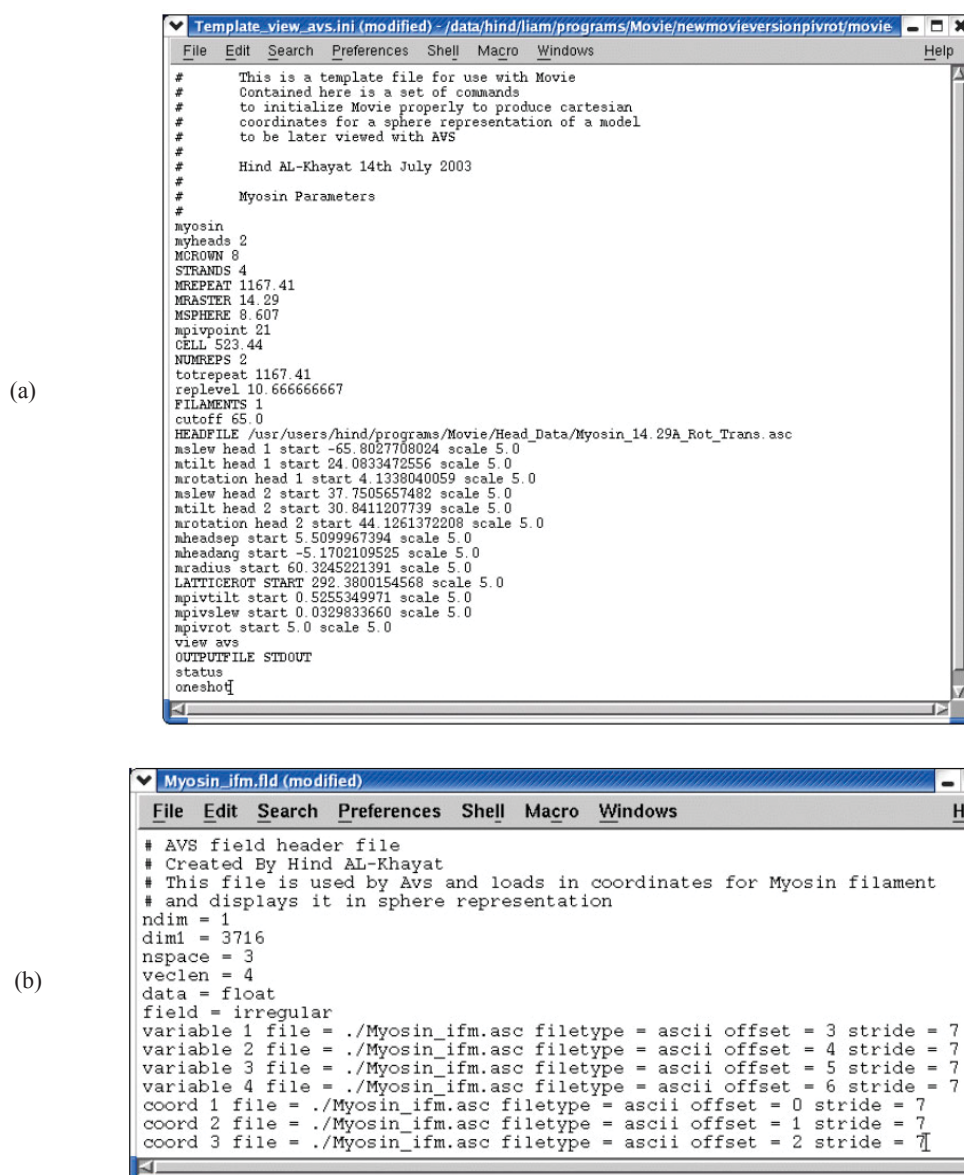 Template_view_avs.ini (modified) - /data/hind/liam/programs/Movie/newmovieversionpivrot/movie
File Edit Search Preferences Shell Macro Windows Help
# This is a template file for use with Movie
# Contained here is a set of commands
# to initialize Movie properly to produce cartesian
# coordinates for a sphere representation of a model
# to be later viewed with AVS
#
# Hind AL-Khayat 14th July 2003
#
# Myosin Parameters
#
myosin
myheads 2
MCROWN 8
STRANDS 4
MREPEAT 1167.41
MRASTER 14.29
MSPHERE 8.607
mpivpoint 21
CELL 523.44
NUMREPS 2
totrepeat 1167.41
replevel 10.666666667
FILAMENTS 1
cutoff 65.0
HEADFILE /usr/users/hind/programs/Movie/Head_Data/Myosin_14.29A_Rot_Trans.asc
mslew head 1 start -65.8027708024 scale 5.0
mtilt head 1 start 24.0833472556 scale 5.0
mrotation head 1 start 4.1338040059 scale 5.0
mslew head 2 start 37.7505657482 scale 5.0
mtilt head 2 start 30.8411207739 scale 5.0
mrotation head 2 start 44.1261372208 scale 5.0
mheadsep start 5.5099967394 scale 5.0
mheadang start -5.1702109525 scale 5.0
mradius start 60.3245221391 scale 5.0
LATTICEROT START 292.3800154568 scale 5.0
mpivtilt start 0.5255349971 scale 5.0
mpivslew start 0.0329833660 scale 5.0
mpivrot start 5.0 scale 5.0
view avs
OUTPUTFILE STDOUT
status
oneshot
(a)
Myosin_ifm.fld (modified)
File Edit Search Preferences Shell Macro Windows H
# AVS field header file
# Created By Hind AL-Khayat
# This file is used by Avs and loads in coordinates for Myosin filament
# and displays it in sphere representation
ndim = 1
dim1 = 3716
nspace = 3
veclen = 4
data = float
field = irregular
variable 1 file = ./Myosin_ifm.asc filetype = ascii offset = 3 stride = 7
variable 2 file = ./Myosin_ifm.asc filetype = ascii offset = 4 stride = 7
variable 3 file = ./Myosin_ifm.asc filetype = ascii offset = 5 stride = 7
variable 4 file = ./Myosin_ifm.asc filetype = ascii offset = 6 stride = 7
coord 1 file = ./Myosin_ifm.asc filetype = ascii offset = 0 stride = 7
coord 2 file = ./Myosin_ifm.asc filetype = ascii offset = 1 stride = 7
coord 3 file = ./Myosin_ifm.asc filetype = ascii offset = 2 stride = 7
(b)